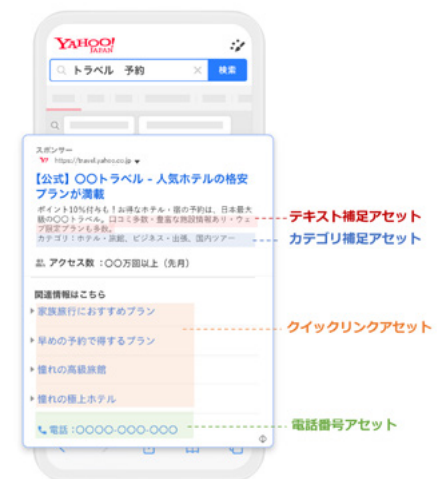 YAHOO!
JAPAN
トラベル 予約
検索
スポンサー
https://travel.yahoo.co.jp
【公式】〇〇トラベル - 人気ホテルの格安
プランが満載
ポイント10%付与も！お得なホテル・宿の予約は、日本最大
級の〇〇トラベル。口コミ多数・豊富な施設情報あり・ウェ
ブ限定プランも多数。
カテゴリ：ホテル・旅館、ビジネス・出張、国内ツアー
アクセス数 ：〇〇万回以上（先月）
関連情報はこちら
家族旅行におすすめプラン
早めの予約で得するプラン
憧れの高級旅館
憧れの極上ホテル
電話：〇〇〇〇-〇〇〇-〇〇〇
テキスト補足アセット
カテゴリ補足アセット
クイックリンクアセット
電話番号アセット